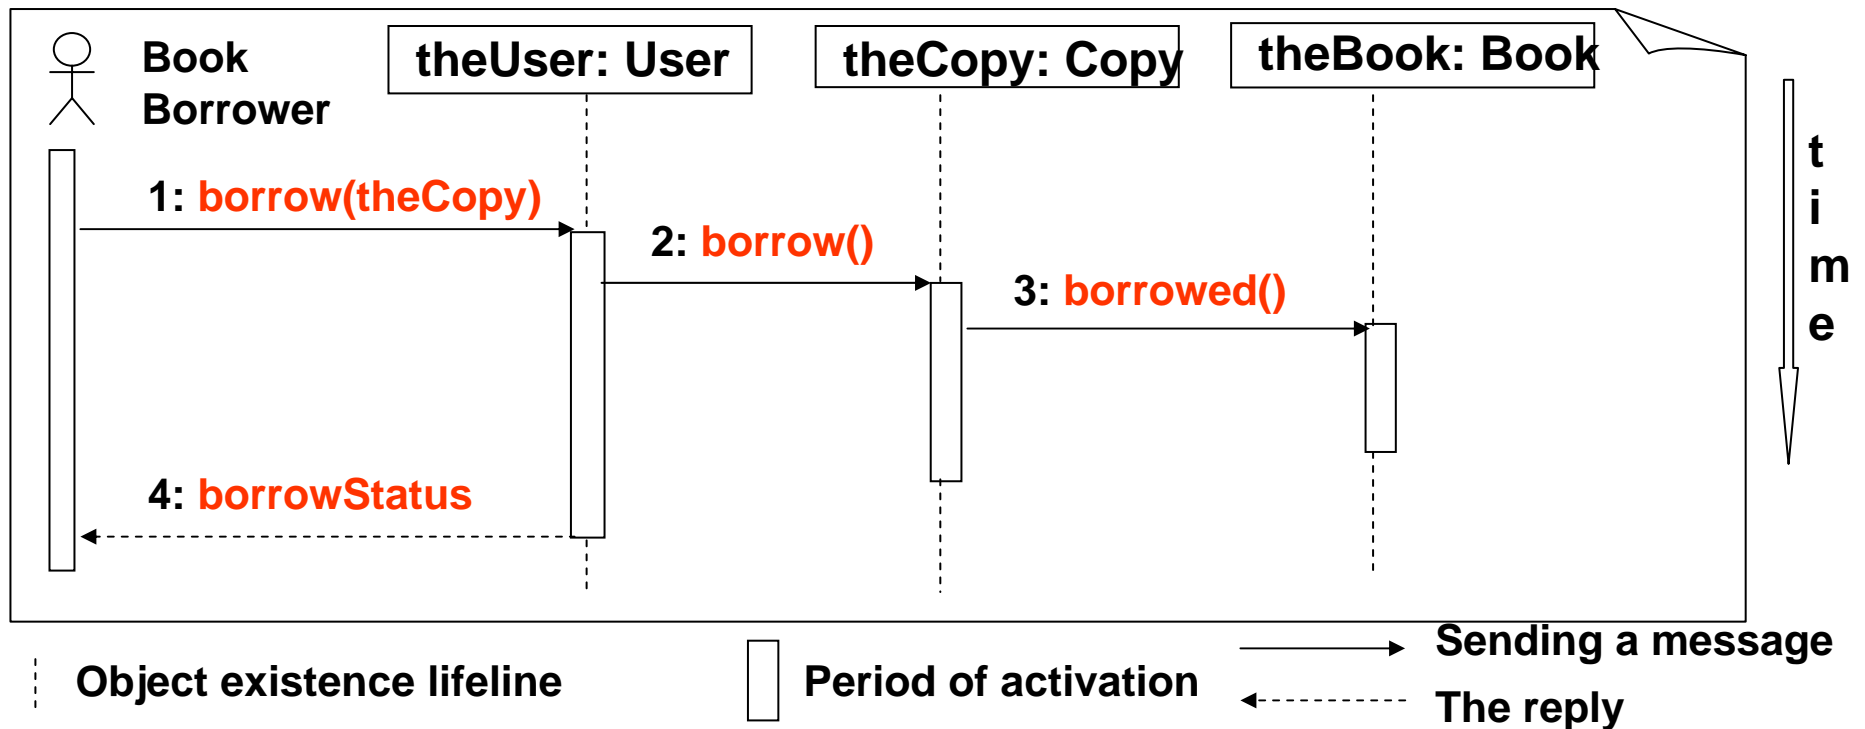 Book
Borrower
theUser: User
theCopy: Copy
theBook: Book
time
1: borrow(theCopy)
2: borrow()
3: borrowed()
4: borrowStatus
Object existence lifeline
Period of activation
Sending a message
The reply